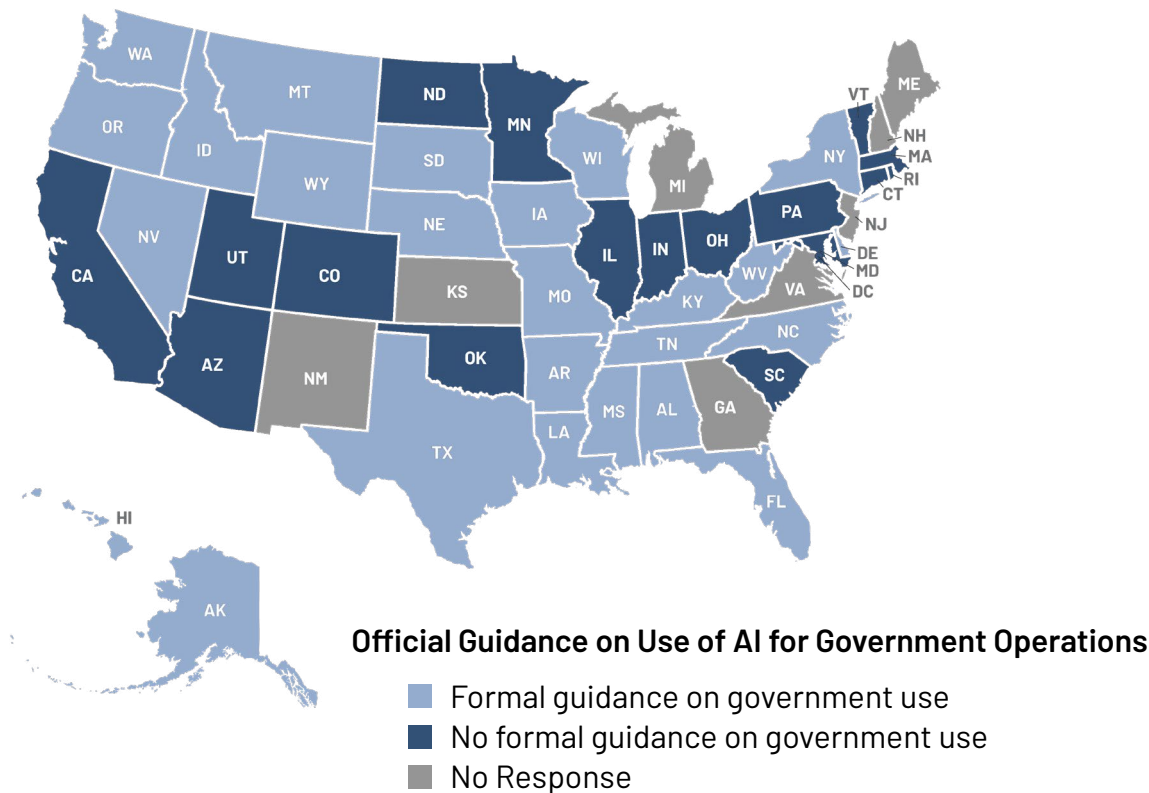 WA
MT
ND
MN
OR
ID
SD
WI
WY
NE
IA
NV
UT
CO
CA
AZ
NM
KS
OK
TX
MO
AR
LA
IL
IN
OH
MI
KY
TN
MS
AL
GA
FL
SC
NC
VA
WV
PA
NY
VT
ME
NH
MA
RI
CT
NJ
DE
MD
DC
HI
AK
Official Guidance on Use of AI for Government Operations
Formal guidance on government use
No formal guidance on government use
No Response